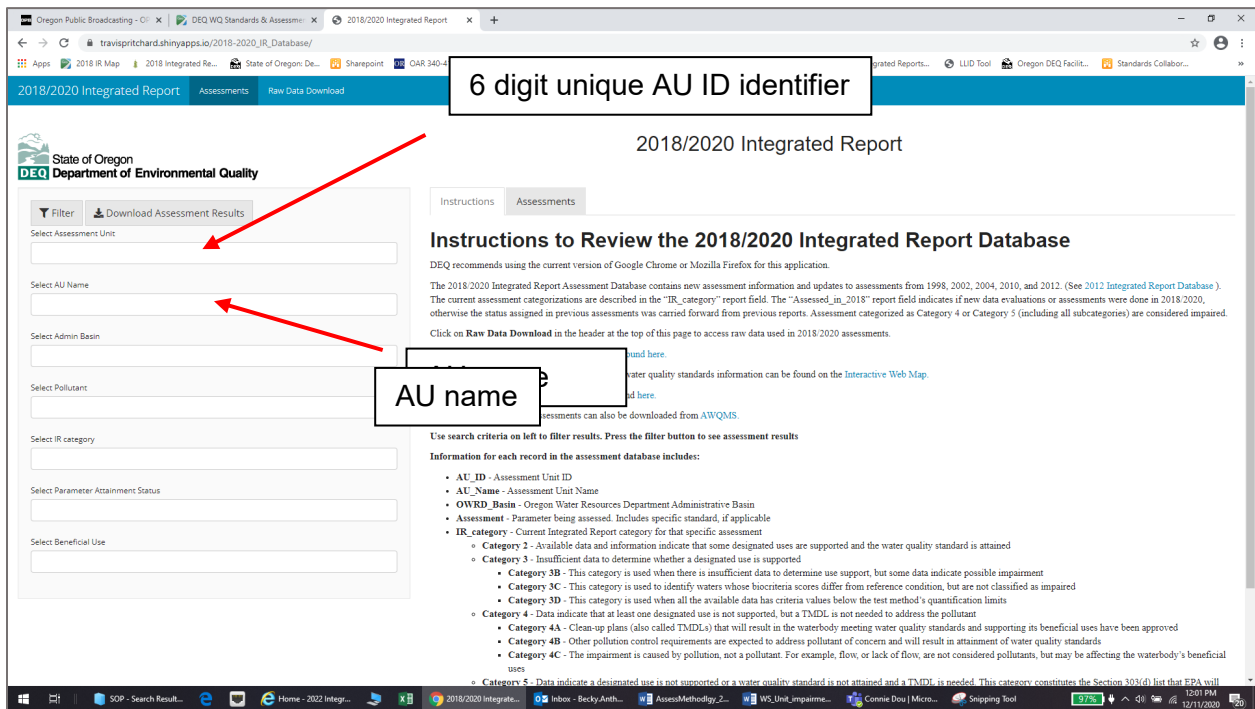 Oregon Public Broadcasting - OP
DEQ WQ Standards & Assessme
2018/2020 Integrated Report
travispritchard.shinyapps.io/2018-2020_IR_Database/
Apps 2018 IR Map 2018 Integrated Re... State of Oregon: De... Sharepoint OAR 340-4 grated Reports... LLID Tool Oregon DEQ Facilit... Standards Collabor... »
6 digit unique AU ID identifier
2018/2020 Integrated Report Assessments Raw Data Download
State of Oregon
DEQ Department of Environmental Quality
2018/2020 Integrated Report
Filter Download Assessment Results
Select Assessment Unit
Select AU Name
Select Admin Basin
Select Pollutant
Select IR category
Select Parameter Attainment Status
Select Beneficial Use
AU name
Instructions Assessments
Instructions to Review the 2018/2020 Integrated Report Database
DEQ recommends using the current version of Google Chrome or Mozilla Firefox for this application.
The 2018/2020 Integrated Report Assessment Database contains new assessment information and updates to assessments from 1998, 2002, 2004, 2010, and 2012. (See 2012 Integrated Report Database ).
The current assessment categorizations are described in the “IR_category” report field. The “Assessed_in_2018” report field indicates if new data evaluations or assessments were done in 2018/2020,
otherwise the status assigned in previous assessments was carried forward from previous reports. Assessment categorized as Category 4 or Category 5 (including all subcategories) are considered impaired.
Click on Raw Data Download in the header at the top of this page to access raw data used in 2018/2020 assessments.
ound here.
vater quality standards information can be found on the Interactive Web Map.
nd here.
ssessments can also be downloaded from AWQMS.
Use search criteria on left to filter results. Press the filter button to see assessment results
Information for each record in the assessment database includes:
• AU_ID - Assessment Unit ID
• AU_Name - Assessment Unit Name
• OWRD_Basin - Oregon Water Resources Department Administrative Basin
• Assessment - Parameter being assessed. Includes specific standard, if applicable
• IR_category - Current Integrated Report category for that specific assessment
Category 2 - Available data and information indicate that some designated uses are supported and the water quality standard is attained
Category 3 - Insufficient data to determine whether a designated use is supported
Category 3B - This category is used when there is insufficient data to determine use support, but some data indicate possible impairment
Category 3C - This category is used to identify waters whose biocriteria scores differ from reference condition, but are not classified as impaired
Category 3D - This category is used when all the available data has criteria values below the test method’s quantification limits
Category 4 - Data indicate that at least one designated use is not supported, but a TMDL is not needed to address the pollutant
Category 4A - Clean-up plans (also called TMDLs) that will result in the waterbody meeting water quality standards and supporting its beneficial uses have been approved
Category 4B - Other pollution control requirements are expected to address pollutant of concern and will result in attainment of water quality standards
Category 4C - The impairment is caused by pollution, not a pollutant. For example, flow, or lack of flow, are not considered pollutants, but may be affecting the waterbody’s beneficial
uses
Category 5 - Data indicate a designated use is not supported or a water quality standard is not attained and a TMDL is needed. This category constitutes the Section 303(d) list that EPA will
SOP - Search Result... Home - 2022 Integr... 2018/2020 Integrate... Inbox - Becky.Anth... AssessMethodlgy_2... WS_Unit_impairme... Connie Dou | Micro... Snipping Tool 97% 12:01 PM
12/11/2020 20